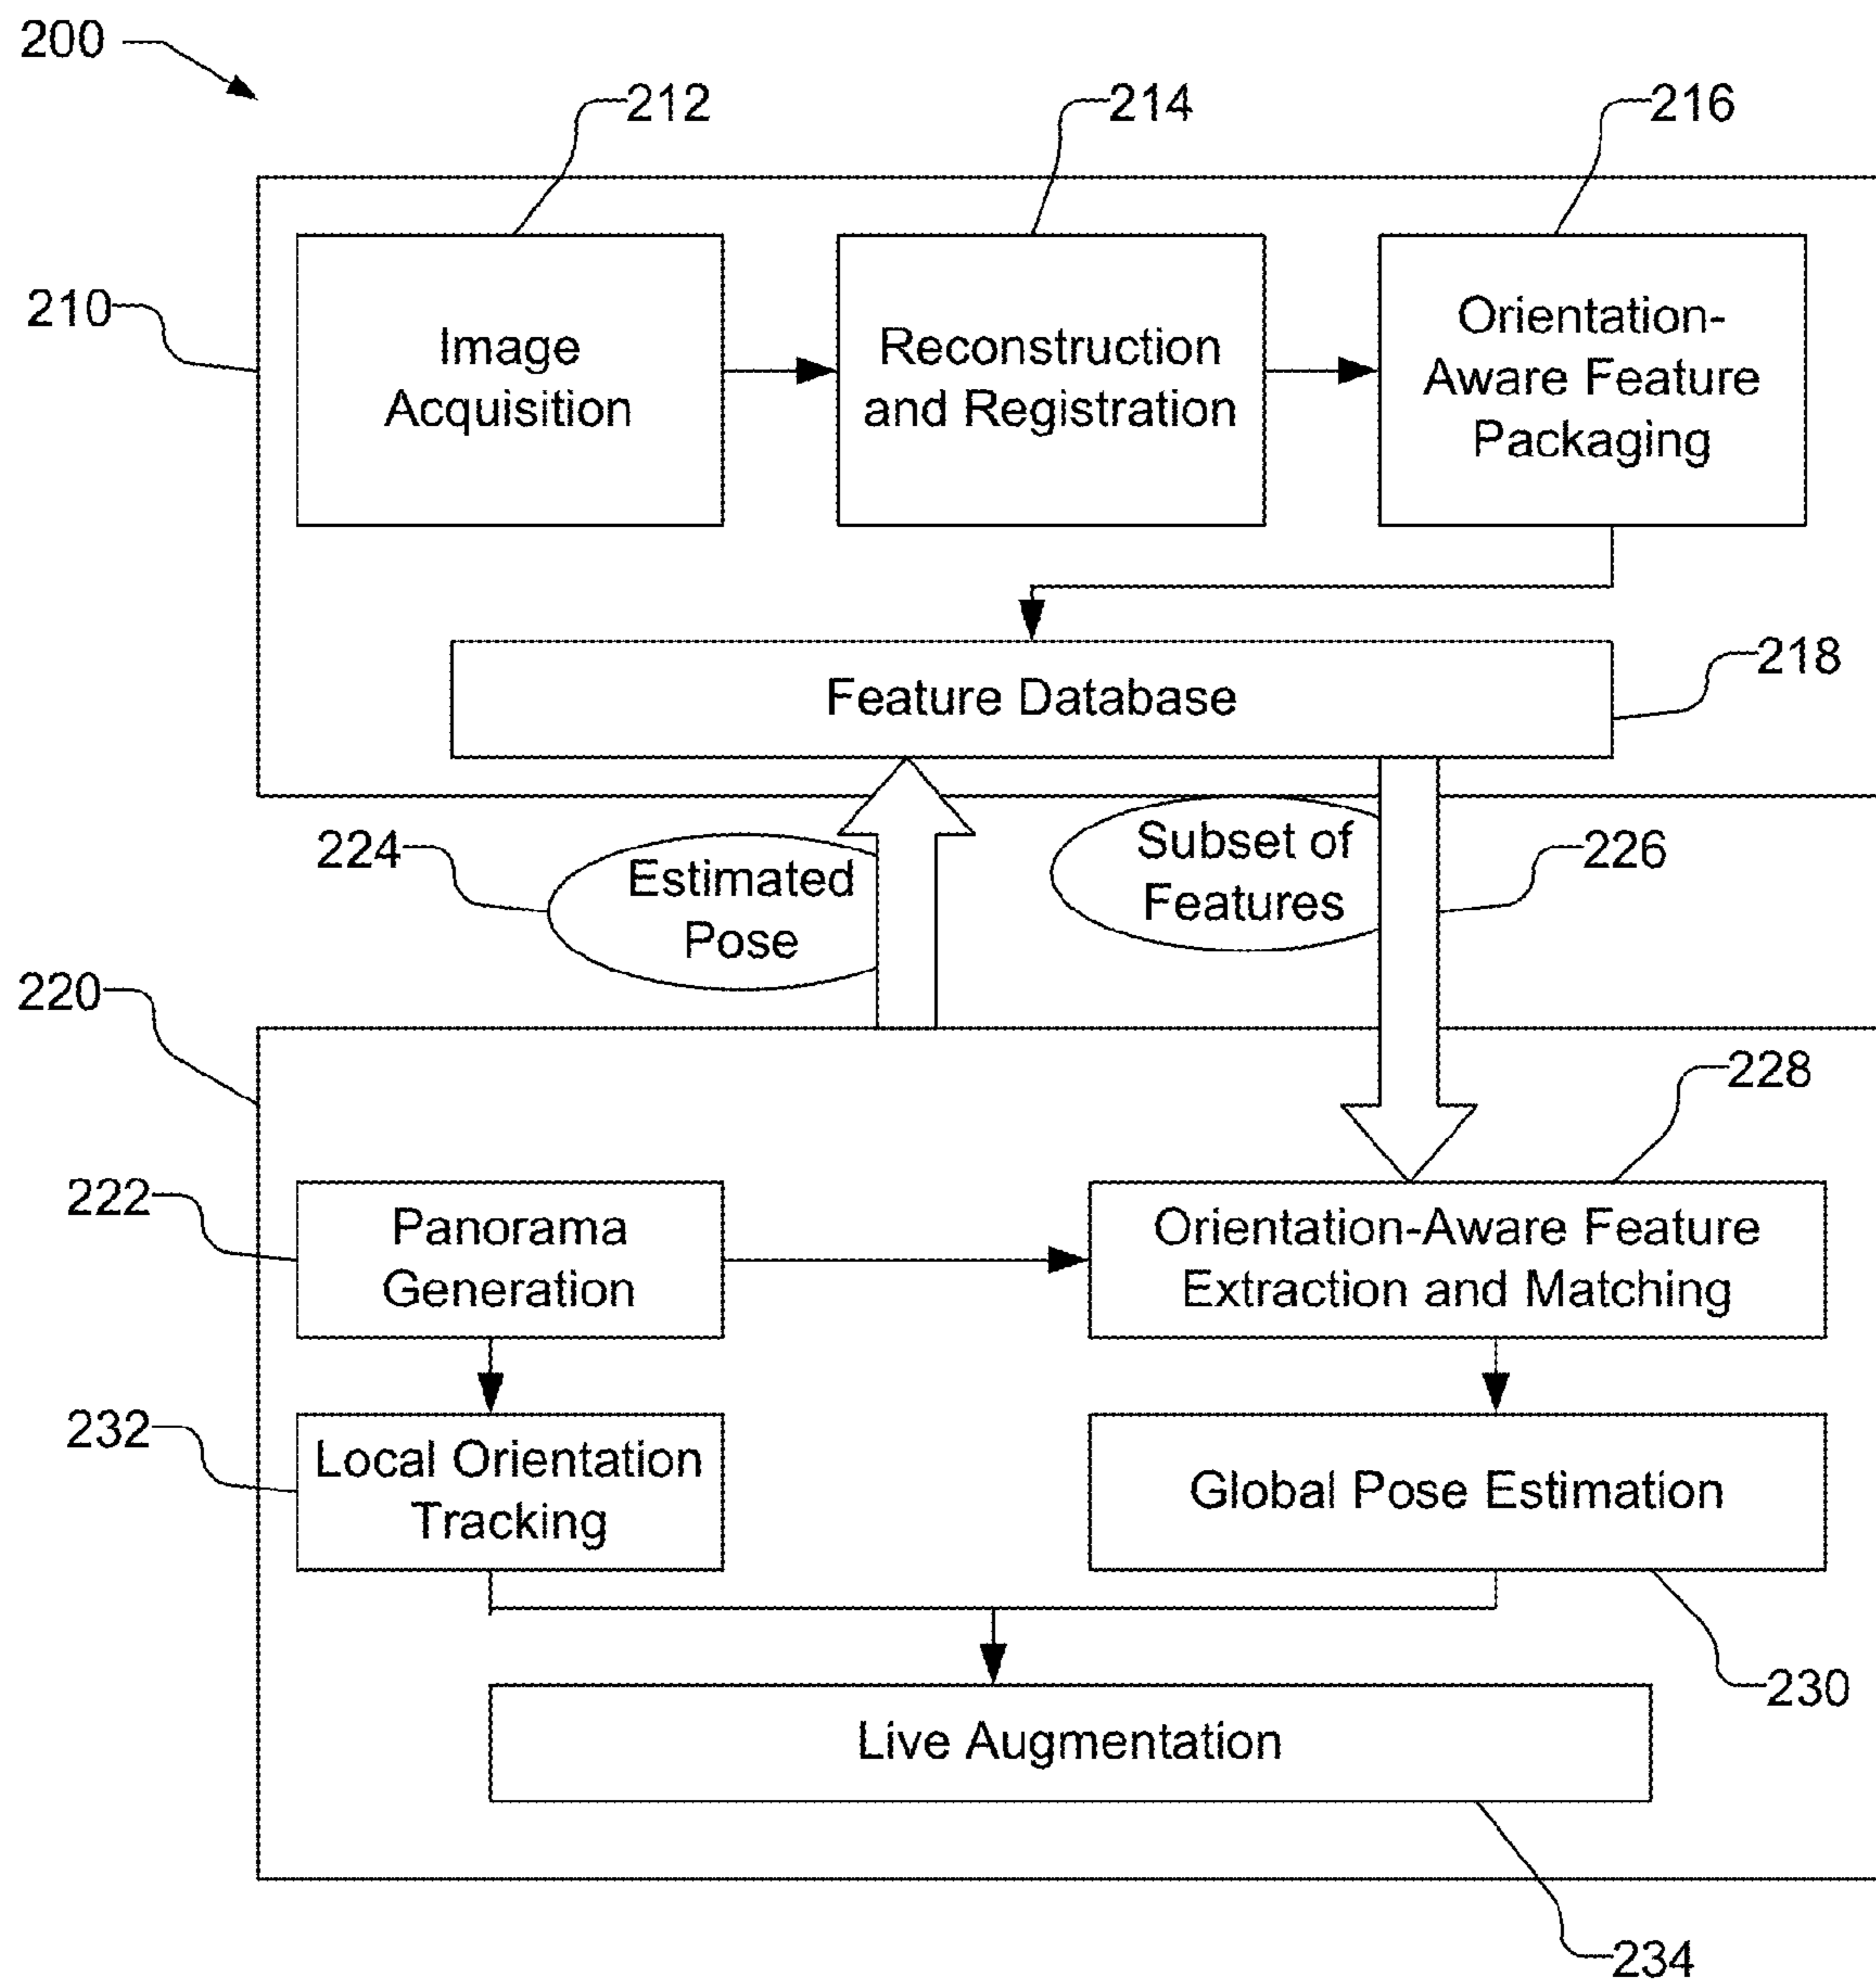 200
212
214
216
210
Image
Acquisition
Reconstruction
and Registration
Orientation-
Aware Feature
Packaging
Feature Database
218
224
Estimated
Pose
Subset of
Features
226
220
228
222
Panorama
Generation
Orientation-Aware Feature
Extraction and Matching
232
Local Orientation
Tracking
Global Pose Estimation
230
Live Augmentation
234